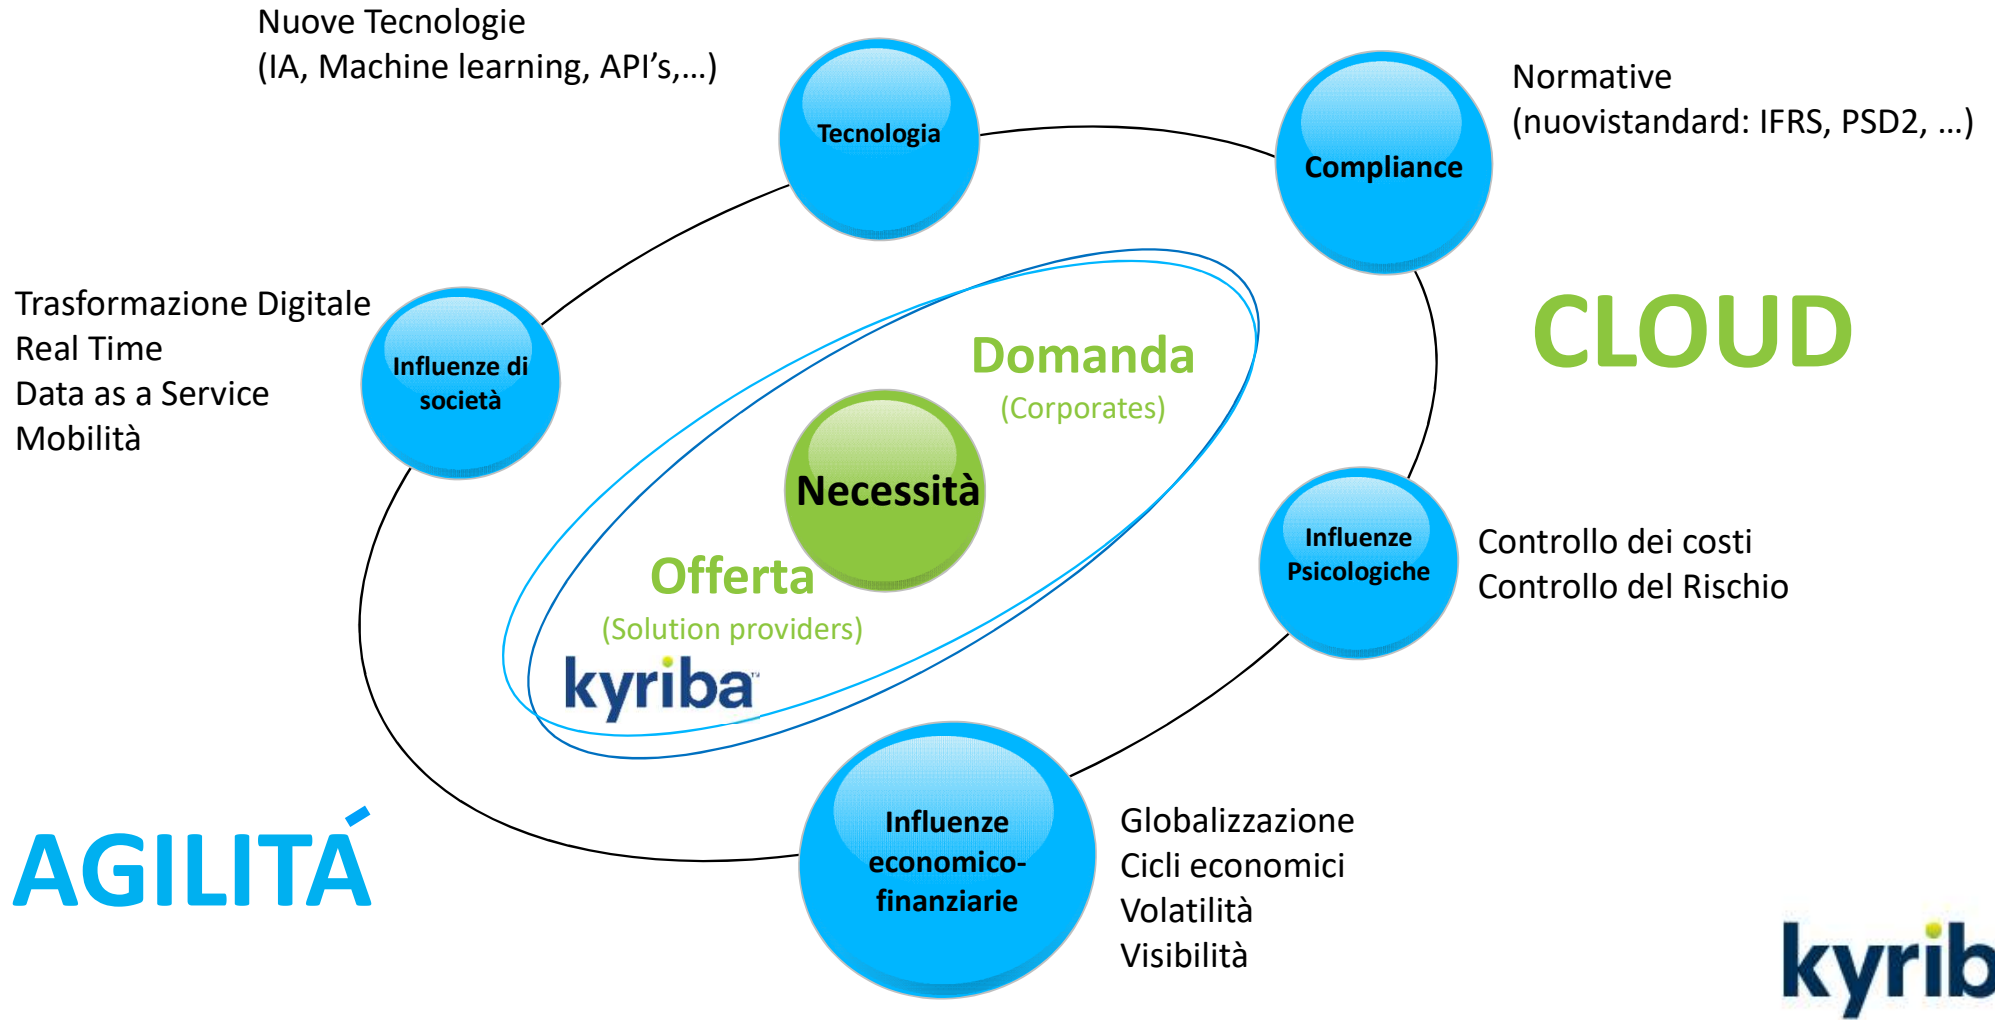 Nuove Tecnologie
(IA, Machine learning, API’s,…)
Tecnologia
Compliance
Normative
(nuovistandard: IFRS, PSD2, …)
Trasformazione Digitale
Real Time
Data as a Service
Mobilità
Influenze di
società
CLOUD
Domanda
(Corporates)
Necessità
Offerta
(Solution providers)
kyriba™
Influenze
Psicologiche
Controllo dei costi
Controllo del Rischio
AGILITÁ
Influenze
economico-
finanziarie
Globalizzazione
Cicli economici
Volatilità
Visibilità
kyrib